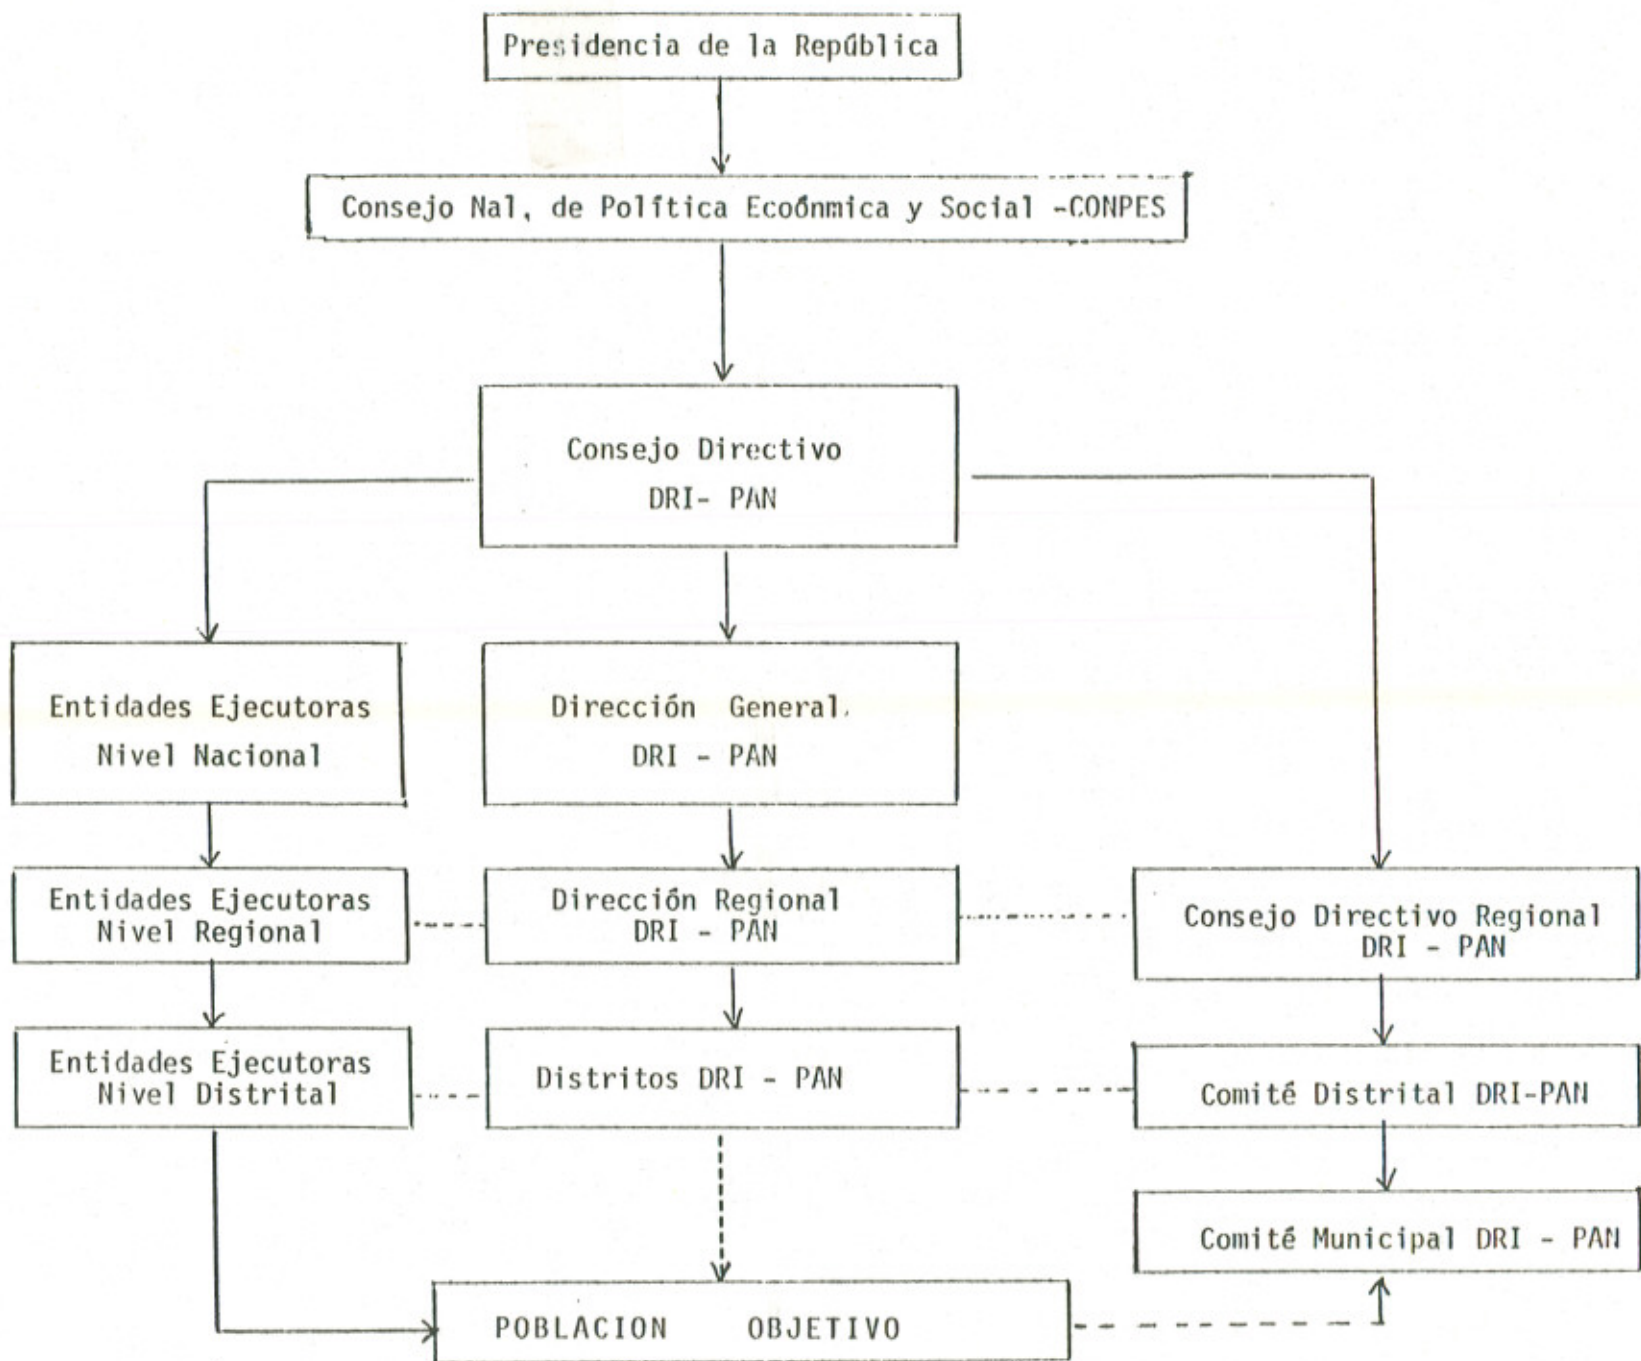 Presidencia de la República
Consejo Nal, de Política Ecoónmica y Social -CONPES
Consejo Directivo
DRI- PAN
Entidades Ejecutoras
Nivel Nacional
Dirección General.
DRI - PAN
Entidades Ejecutoras
Nivel Regional
Dirección Regional
DRI - PAN
Consejo Directivo Regional
DRI - PAN
Entidades Ejecutoras
Nivel Distrital
Distritos DRI - PAN
Comité Distrital DRI-PAN
Comité Municipal DRI - PAN
POBLACION OBJETIVO